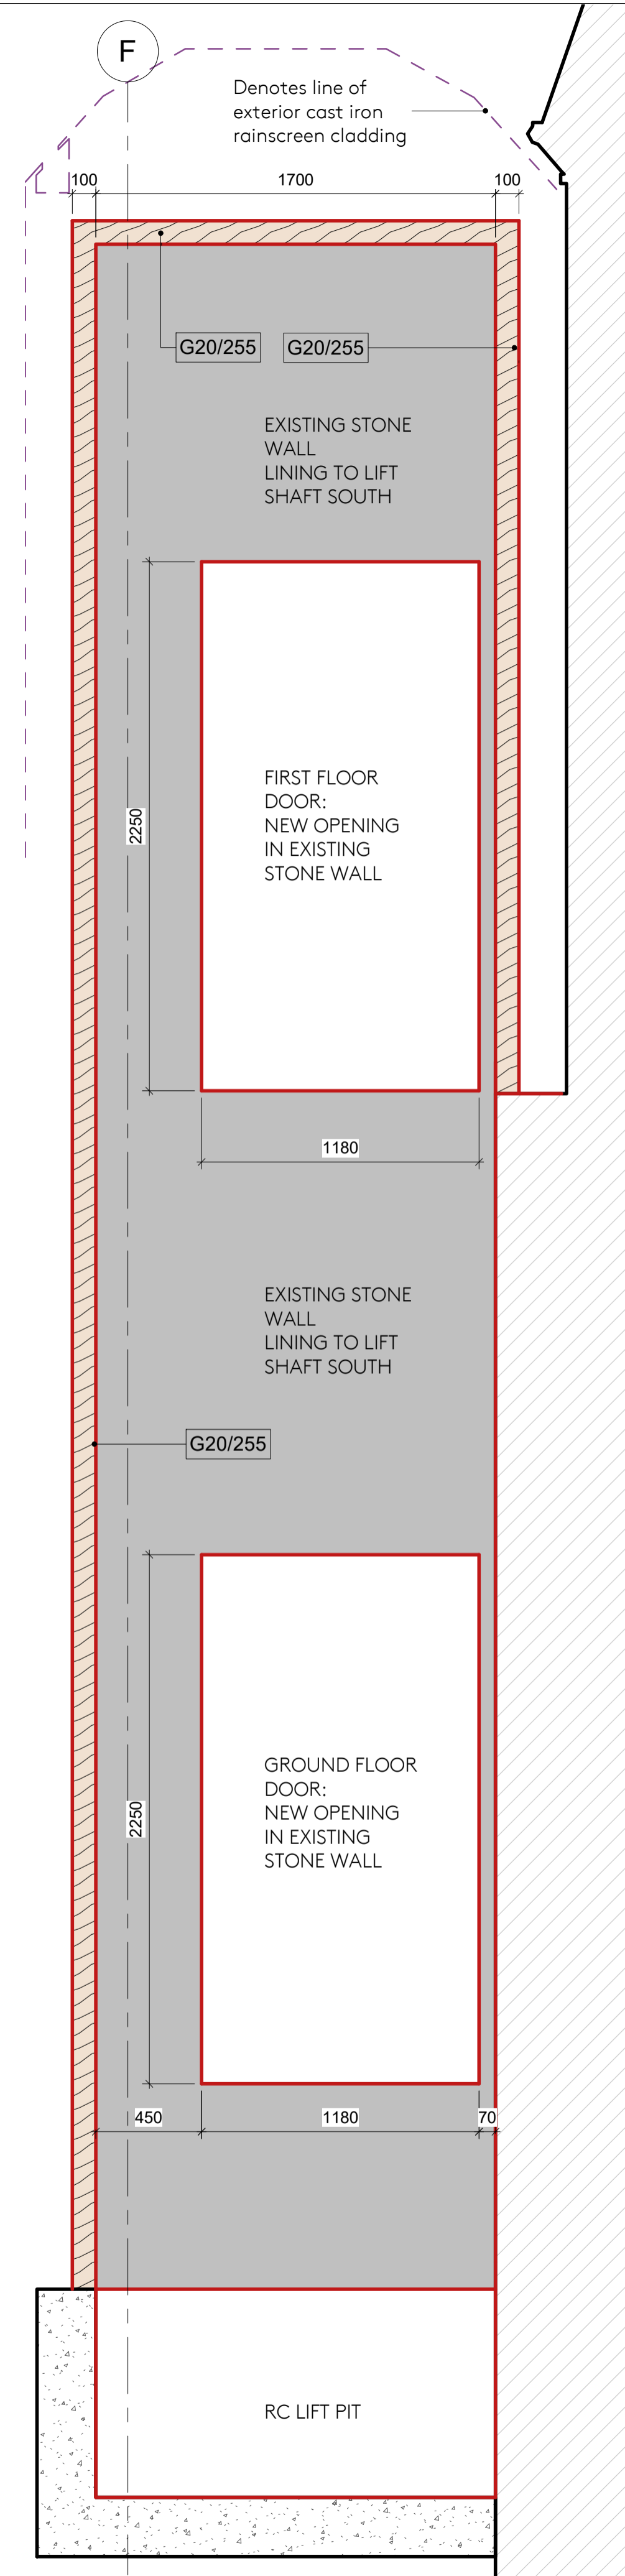 F
Denotes line of
exterior cast iron
rainscreen cladding
100
1700
100
G20/255
G20/255
EXISTING STONE
WALL
LINING TO LIFT
SHAFT SOUTH
2250
FIRST FLOOR
DOOR:
NEW OPENING
IN EXISTING
STONE WALL
1180
EXISTING STONE
WALL
LINING TO LIFT
SHAFT SOUTH
G20/255
2250
GROUND FLOOR
DOOR:
NEW OPENING
IN EXISTING
STONE WALL
450
1180
70
RC LIFT PIT